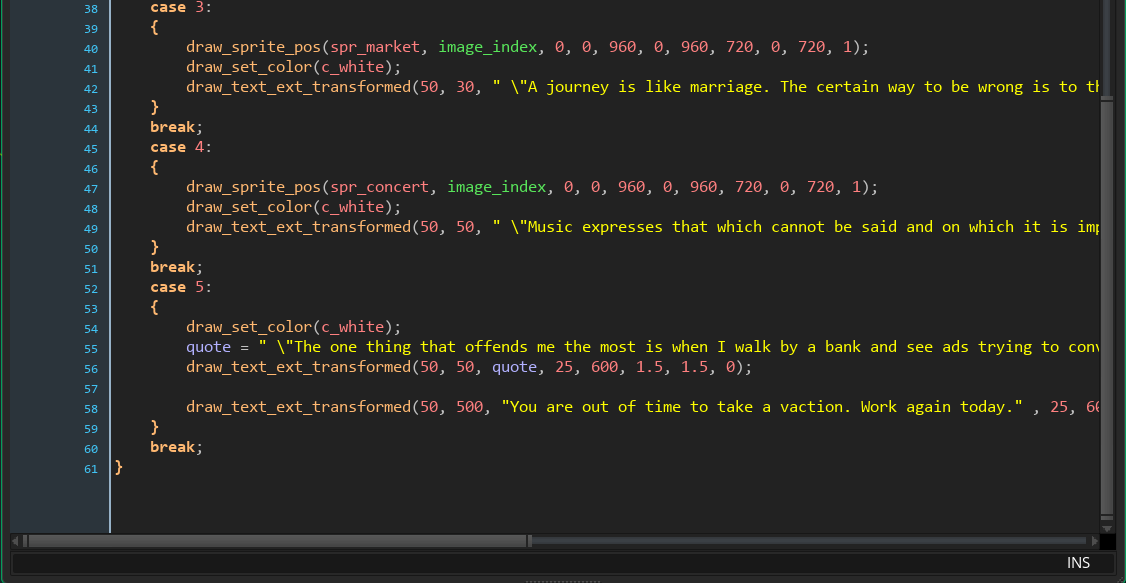 38 case 3:
39 {
40 draw_sprite_pos(spr_market, image_index, 0, 0, 960, 0, 960, 720, 0, 720, 1);
41 draw_set_color(c_white);
42 draw_text_ext_transformed(50, 30, " \"A journey is like marriage. The certain way to be wrong is to
43 }
44 break;
45 case 4:
46 {
47 draw_sprite_pos(spr_concert, image_index, 0, 0, 960, 0, 960, 720, 0, 720, 1);
48 draw_set_color(c_white);
49 draw_text_ext_transformed(50, 50, " \"Music expresses that which cannot be said and on which it is
50 }
51 break;
52 case 5:
53 {
54 draw_set_color(c_white);
55 quote = " \"The one thing that offends me the most is when I walk by a bank and see ads trying to
56 draw_text_ext_transformed(50, 50, quote, 25, 600, 1.5, 1.5, 0);
57
58 draw_text_ext_transformed(50, 500, "You are out of time to take a vaction. Work again today." , 25,
59 }
60 break;
61 }
INS